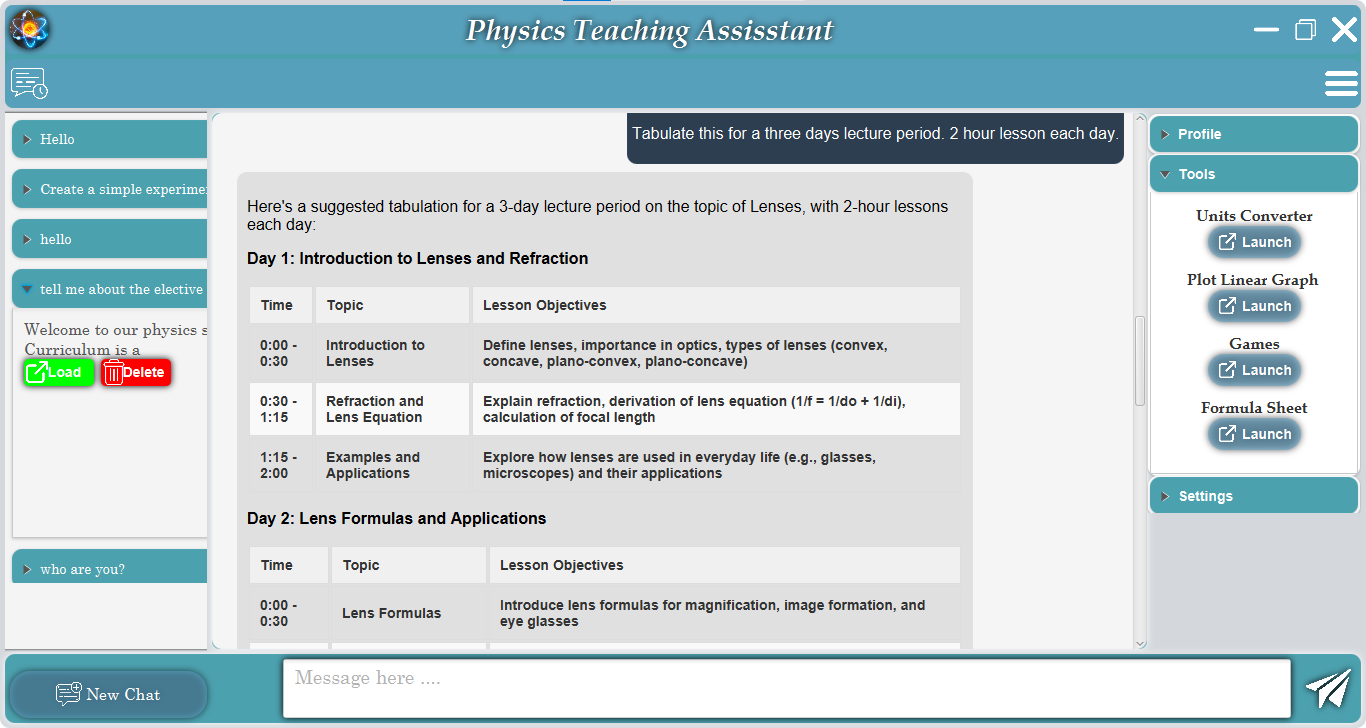 Physics Teaching Assisstant
Hello
Create a simple experime
hello
tell me about the elective
Welcome to our physics s
Curriculum is a
Load
Delete
who are you?
Tabulate this for a three days lecture period. 2 hour lesson each day.
Here's a suggested tabulation for a 3-day lecture period on the topic of Lenses, with 2-hour lessons
each day:
Day 1: Introduction to Lenses and Refraction
Time Topic Lesson Objectives
0:00 - Introduction to Define lenses, importance in optics, types of lenses (convex,
0:30 Lenses concave, plano-convex, plano-concave)
0:30 - Refraction and Explain refraction, derivation of lens equation (1/f = 1/do + 1/di),
1:15 Lens Equation calculation of focal length
1:15 - Examples and Explore how lenses are used in everyday life (e.g., glasses,
2:00 Applications microscopes) and their applications
Day 2: Lens Formulas and Applications
Time Topic Lesson Objectives
0:00 - Lens Formulas Introduce lens formulas for magnification, image formation, and
0:30 eye glasses
Profile
Tools
Units Converter
Launch
Plot Linear Graph
Launch
Games
Launch
Formula Sheet
Launch
Settings
New Chat
Message here ....